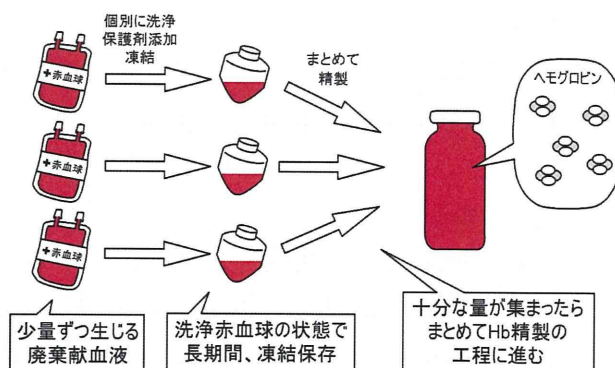 個別に洗浄
保護剤添加
凍結
まとめて
精製
ヘモグロビン
+赤血球
+赤血球
+赤血球
少量ずつ生じる
廃棄献血液
洗浄赤血球の状態で
長期間、凍結保存
十分な量が集まったら
まとめてHb精製の
工程に進む